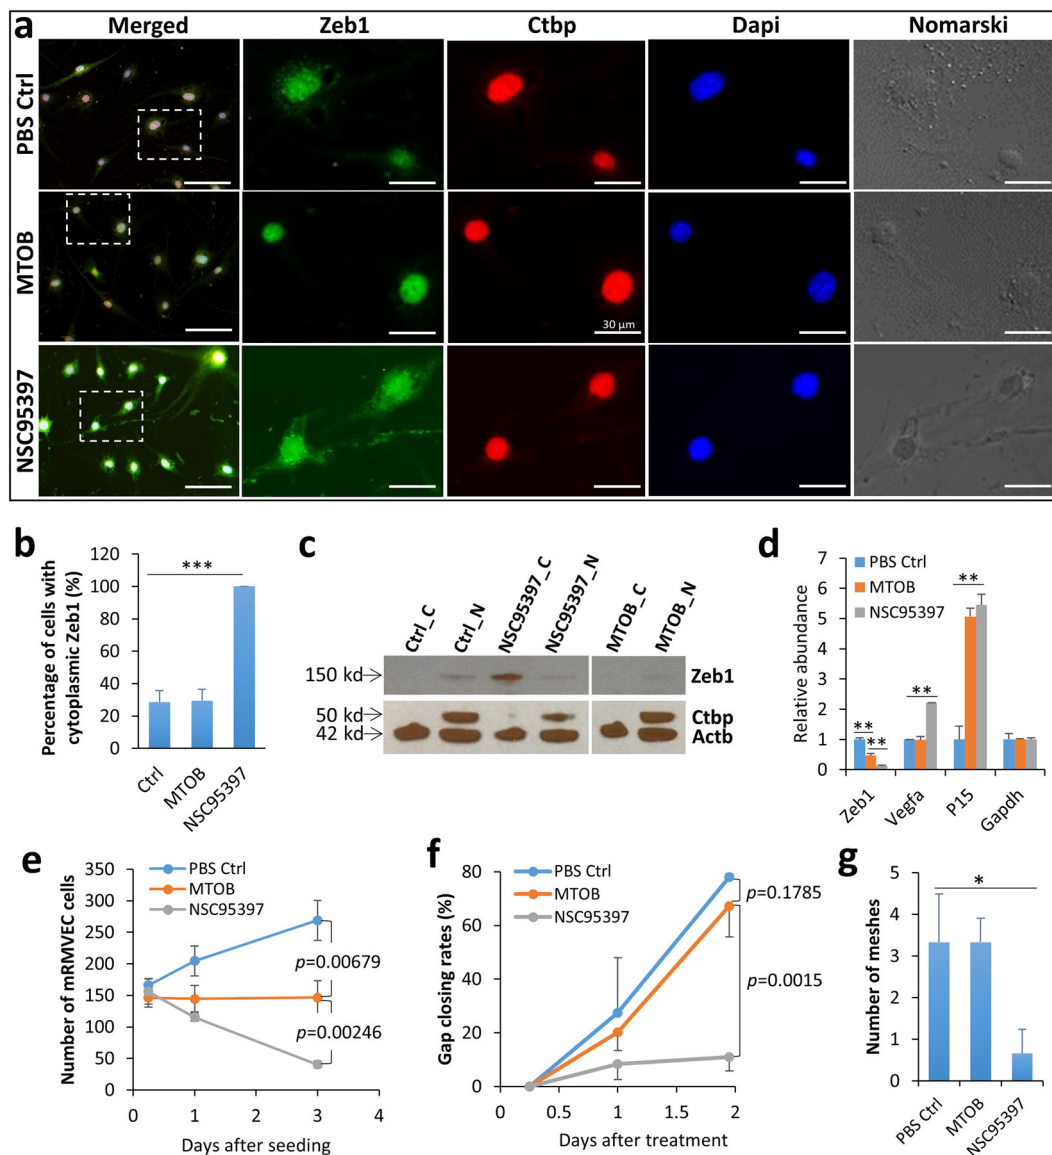 a
Merged Zeb1 Ctbp Dapi Nomarski
PBS Ctrl
MTOB
30 µm
NSC95397
b
Percentage of cells with
cytoplasmic Zeb1 (%)
120
100
80
60
40
20
0
***
Ctrl
MTOB
NSC95397
c
Ctrl_C
Ctrl_N
NSC95397_C
NSC95397_N
MTOB_C
MTOB_N
150 kd Zeb1
50 kd Ctbp
42 kd Actb
d
Relative abundance
7
6
5
4
3
2
1
0
PBS Ctrl
MTOB
NSC95397
**
**
**
**
Zeb1
Vegfa
P15
Gapdh
e
Number of mRMVEC cells
350
300
250
200
150
100
50
0
PBS Ctrl
MTOB
NSC95397
p=0.00679
p=0.00246
0 1 2 3 4
Days after seeding
f
Gap closing rates (%)
80
60
40
20
0
PBS Ctrl
MTOB
NSC95397
p=0.1785
p=0.0015
0 0.5 1 1.5 2
Days after treatment
g
Number of meshes
5
4
3
2
1
0
*
PBS Ctrl
MTOB
NSC95397